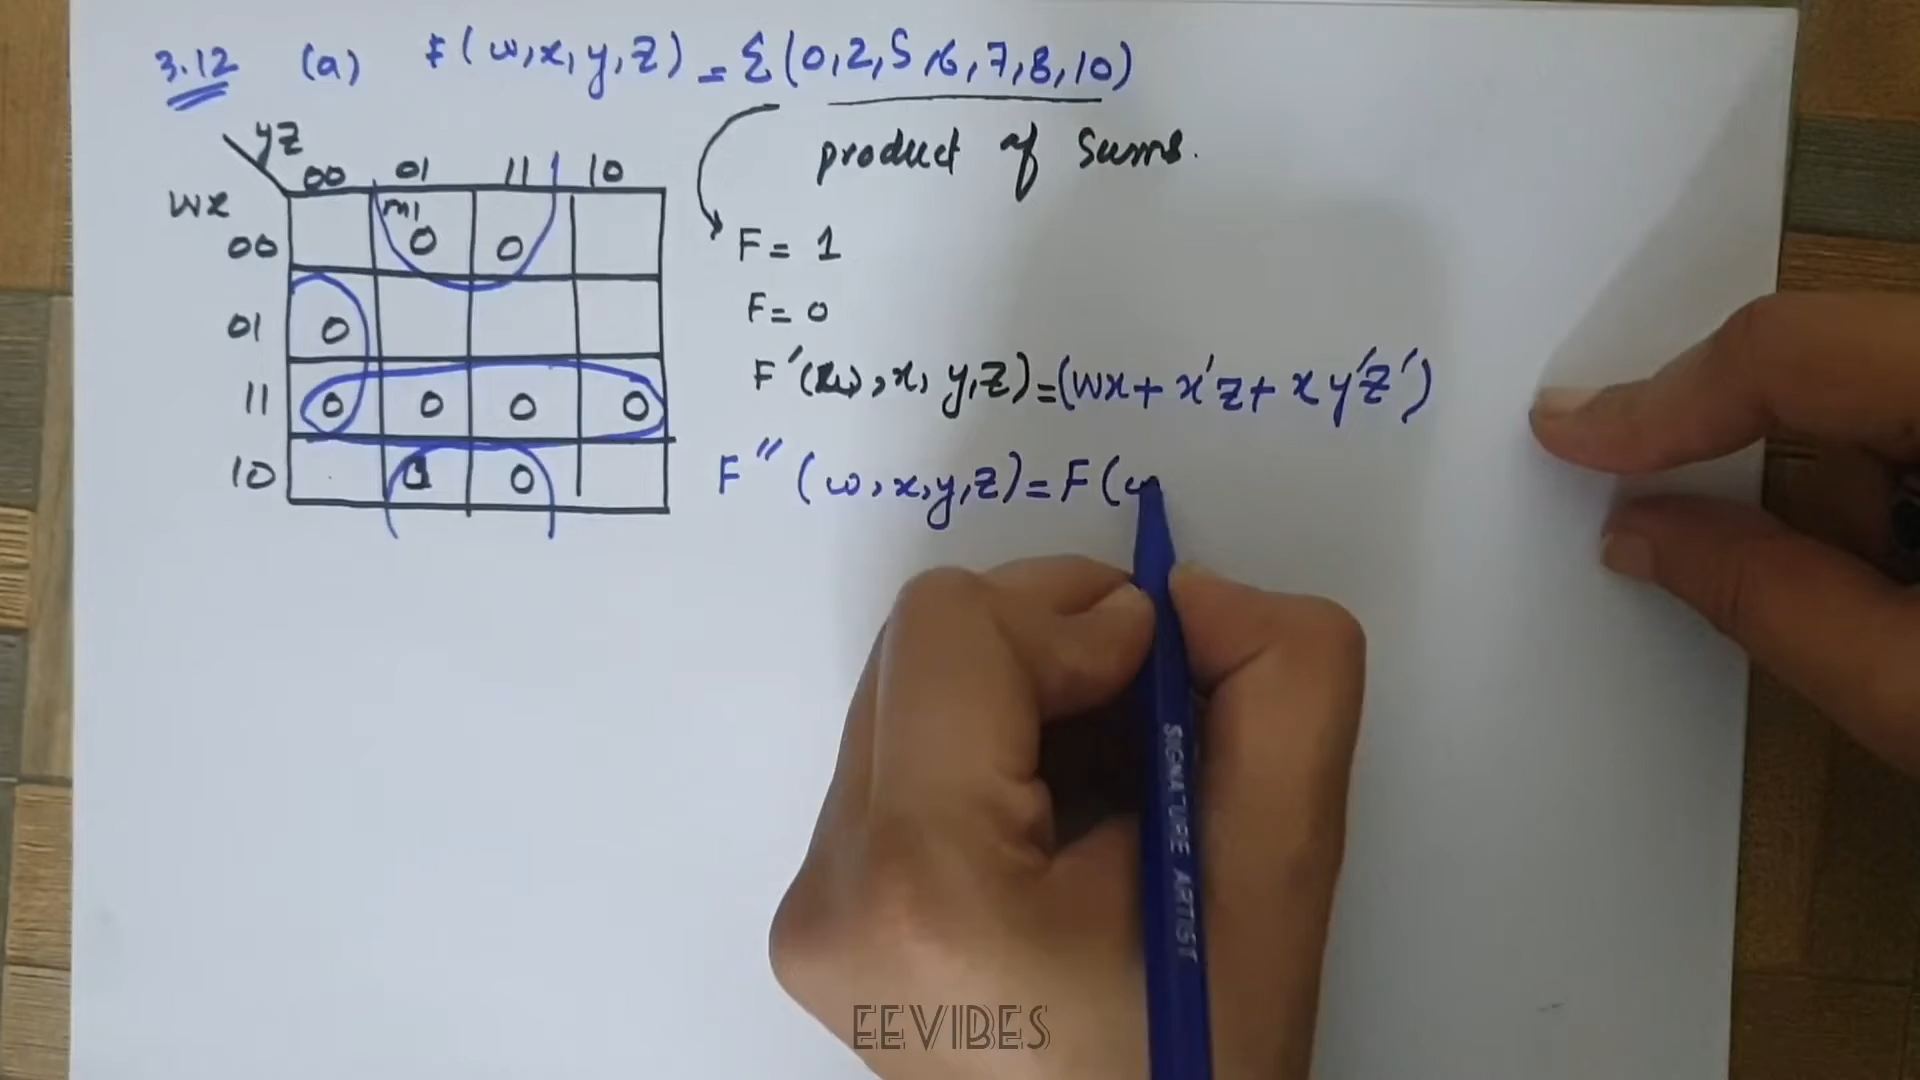 3.12 (a) F(w,x,y,z) = Σ(0,2,5,6,7,8,10)
product of Sums.
yz
wx
00 01 11 10
m1
00 0 0
01 0
11 0 0 0 0
10 0 0
F = 1
F = 0
F'(w,x,y,z)=(wx+x'z+xy'z')
F''(w,x,y,z)=F(w
SIGNATURE ARTIST
EEVIBES